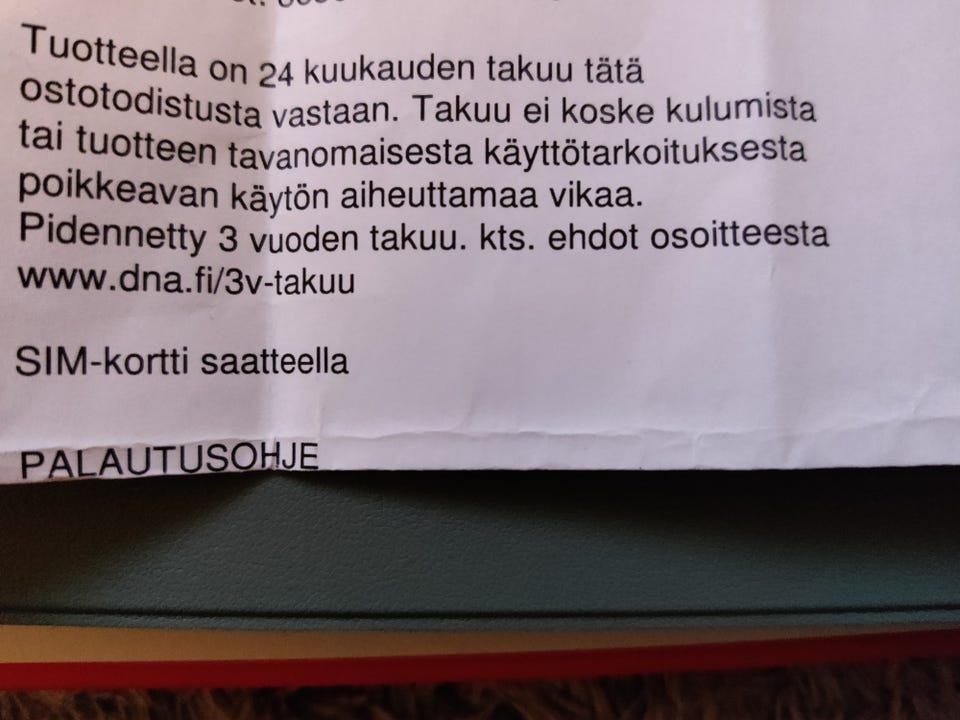 Tuotteella on 24 kuukauden takuu tätä
ostotodistusta vastaan. Takuu ei koske kulumista
tai tuotteen tavanomaisesta käyttötarkoituksesta
poikkeavan käytön aiheuttamaa vikaa.
Pidennetty 3 vuoden takuu. kts. ehdot osoitteesta
www.dna.fi/3v-takuu
SIM-kortti saatteella
PALAUTUSOHJE